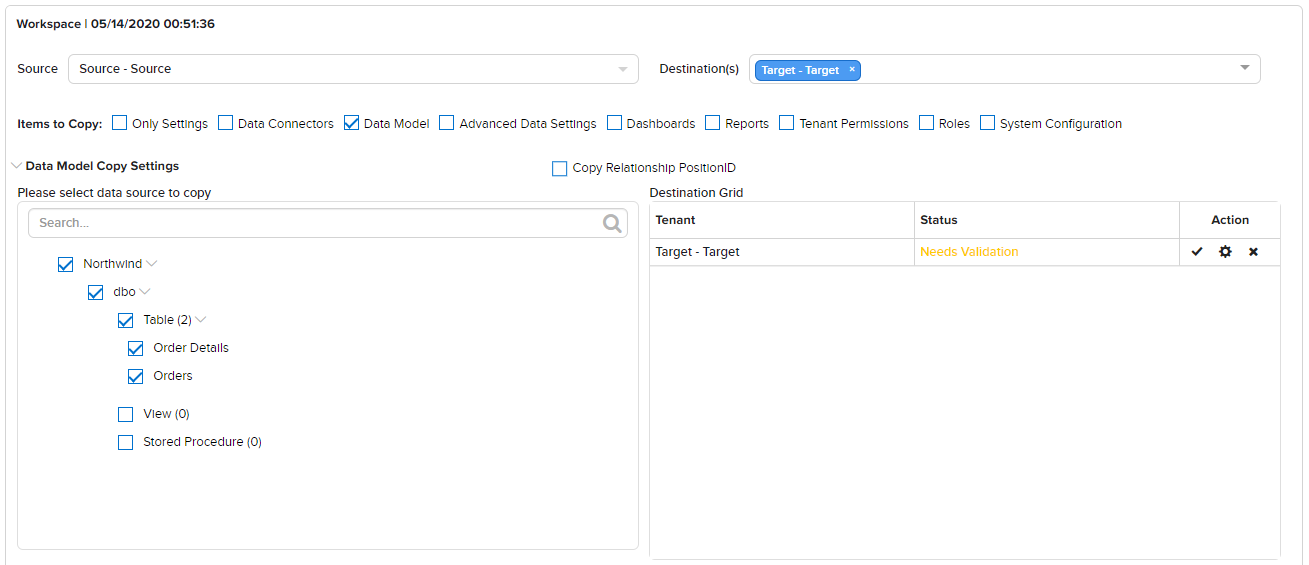 Workspace | 05/14/2020 00:51:36
Source Source - Source Destination(s) Target - Target ×
Items to Copy: Only Settings Data Connectors Data Model Advanced Data Settings Dashboards Reports Tenant Permissions Roles System Configuration
Data Model Copy Settings Copy Relationship PositionID
Please select data source to copy
Search...
Northwind
dbo
Table (2)
Order Details
Orders
View (0)
Stored Procedure (0)
Destination Grid
Tenant Status Action
Target - Target Needs Validation